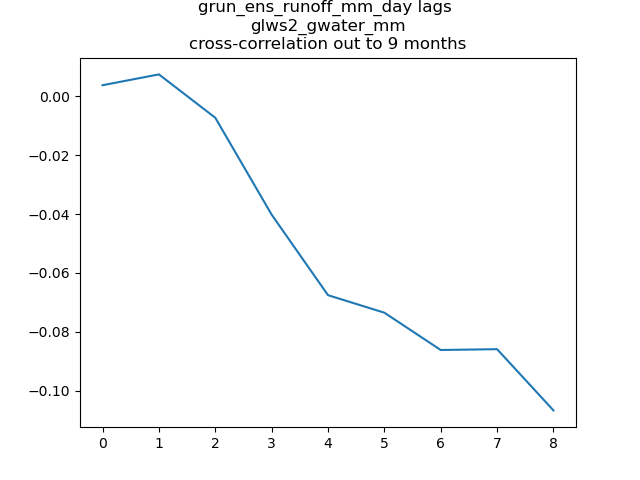 grun_ens_runoff_mm_day lags
glws2_gwater_mm
cross-correlation out to 9 months
0.00
−0.02
−0.04
−0.06
−0.08
−0.10
0 1 2 3 4 5 6 7 8